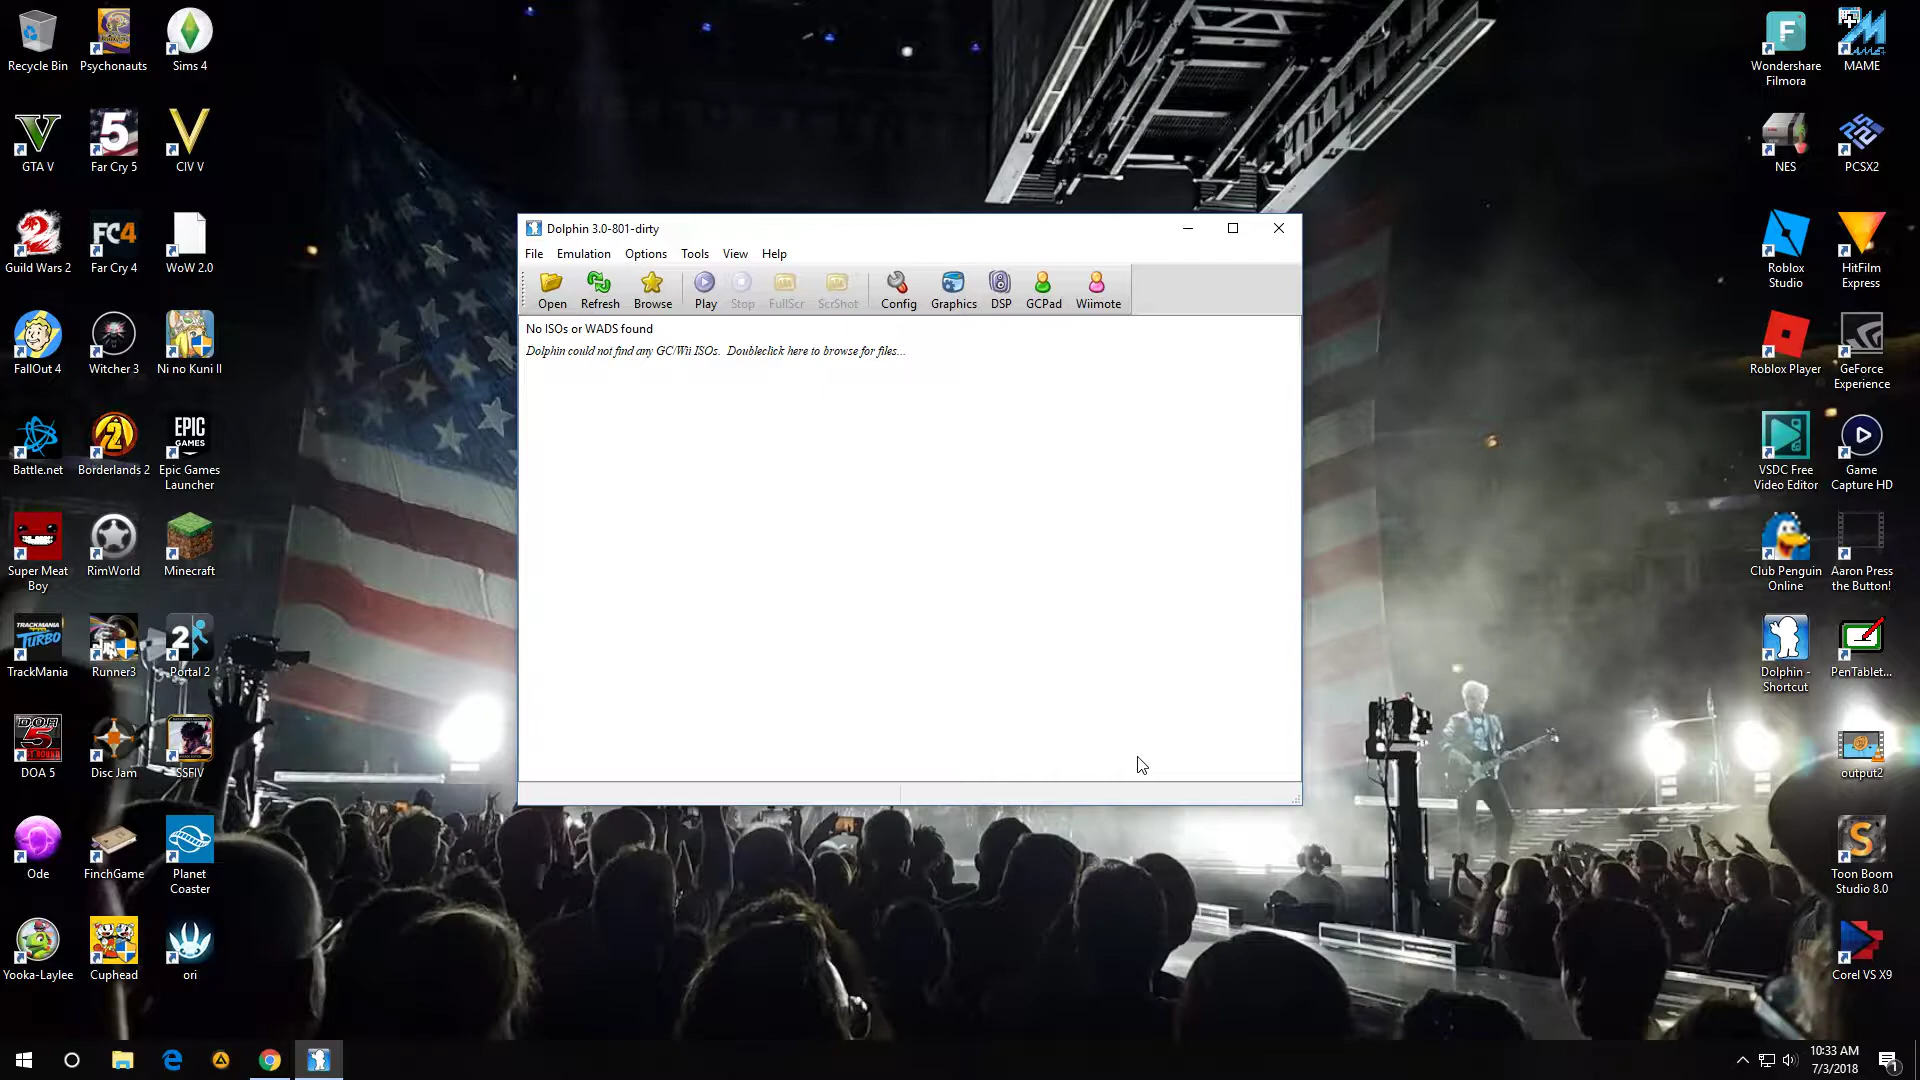 Recycle Bin
Psychonauts
Sims 4
GTA V
Far Cry 5
CIV V
Guild Wars 2
FC4
Far Cry 4
WoW 2.0
FallOut 4
Witcher 3
Ni no Kuni II
Battle.net
Borderlands 2
EPIC
GAMES
Epic Games
Launcher
Super Meat
Boy
RimWorld
Minecraft
TRACKMANIA
TURBO
TrackMania
Runner3
2
Portal 2
DOA 5
Disc Jam
SSFIV
Ode
FinchGame
Planet
Coaster
Yooka-Laylee
Cuphead
ori
Dolphin 3.0-801-dirty
File Emulation Options Tools View Help
Open Refresh Browse Play Stop FullScr ScrShot Config Graphics DSP GCPad Wiimote
No ISOs or WADS found
Dolphin could not find any GC/Wii ISOs. Doubleclick here to browse for files...
Wondershare
Filmora
MAME
NES
PCSX2
Roblox
Studio
HitFilm
Express
Roblox Player
GeForce
Experience
VSDC Free
Video Editor
Game
Capture HD
Club Penguin
Online
Aaron Press
the Button!
Dolphin -
Shortcut
PenTablet...
output2
Toon Boom
Studio 8.0
Corel VS X9
10:33 AM
7/3/2018
1